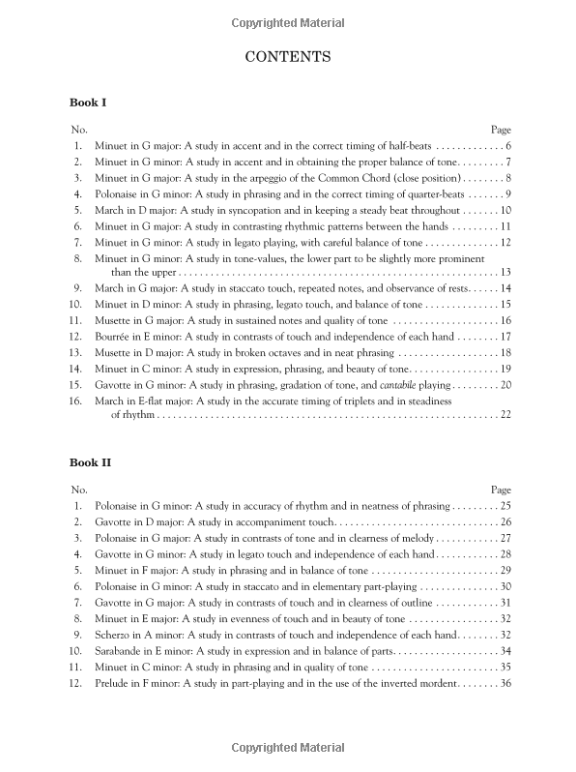 Copyrighted Material
CONTENTS
Book I
No. Page
1. Minuet in G major: A study in accent and in the correct timing of half-beats . . . . . . . . . . . . . 6
2. Minuet in G minor: A study in accent and in obtaining the proper balance of tone. . . . . . . . . 7
3. Minuet in G major: A study in the arpeggio of the Common Chord (close position) . . . . . . . . 8
4. Polonaise in G minor: A study in phrasing and in the correct timing of quarter-beats . . . . . . . 9
5. March in D major: A study in syncopation and in keeping a steady beat throughout . . . . . . . 10
6. Minuet in G major: A study in contrasting rhythmic patterns between the hands . . . . . . . . . 11
7. Minuet in G minor: A study in legato playing, with careful balance of tone . . . . . . . . . . . . . . 12
8. Minuet in G minor: A study in tone-values, the lower part to be slightly more prominent
than the upper . . . . . . . . . . . . . . . . . . . . . . . . . . . . . . . . . . . . . . . . . . . . . . . . . . . . . . . . . . . . 13
9. March in G major: A study in staccato touch, repeated notes, and observance of rests. . . . . . 14
10. Minuet in D minor: A study in phrasing, legato touch, and balance of tone . . . . . . . . . . . . . . 15
11. Musette in G major: A study in sustained notes and quality of tone . . . . . . . . . . . . . . . . . . . . 16
12. Bourrée in E minor: A study in contrasts of touch and independence of each hand . . . . . . . . 17
13. Musette in D major: A study in broken octaves and in neat phrasing . . . . . . . . . . . . . . . . . . . 18
14. Minuet in C minor: A study in expression, phrasing, and beauty of tone. . . . . . . . . . . . . . . . . 19
15. Gavotte in G minor: A study in phrasing, gradation of tone, and cantabile playing . . . . . . . . . 20
16. March in E-flat major: A study in the accurate timing of triplets and in steadiness
of rhythm . . . . . . . . . . . . . . . . . . . . . . . . . . . . . . . . . . . . . . . . . . . . . . . . . . . . . . . . . . . . . . . . 22
Book II
No. Page
1. Polonaise in G minor: A study in accuracy of rhythm and in neatness of phrasing . . . . . . . . . 25
2. Gavotte in D major: A study in accompaniment touch. . . . . . . . . . . . . . . . . . . . . . . . . . . . . . . 26
3. Polonaise in G major: A study in contrasts of tone and in clearness of melody . . . . . . . . . . . . 27
4. Gavotte in G minor: A study in legato touch and independence of each hand . . . . . . . . . . . . 28
5. Minuet in F major: A study in phrasing and in balance of tone . . . . . . . . . . . . . . . . . . . . . . . . 29
6. Polonaise in G minor: A study in staccato and in elementary part-playing . . . . . . . . . . . . . . . 30
7. Gavotte in G major: A study in contrasts of touch and in clearness of outline . . . . . . . . . . . . 31
8. Minuet in E major: A study in evenness of touch and in beauty of tone . . . . . . . . . . . . . . . . . 32
9. Scherzo in A minor: A study in contrasts of touch and independence of each hand. . . . . . . . 32
10. Sarabande in E minor: A study in expression and in balance of parts. . . . . . . . . . . . . . . . . . . . 34
11. Minuet in C minor: A study in phrasing and in quality of tone . . . . . . . . . . . . . . . . . . . . . . . . 35
12. Prelude in F minor: A study in part-playing and in the use of the inverted mordent. . . . . . . . 36
Copyrighted Material